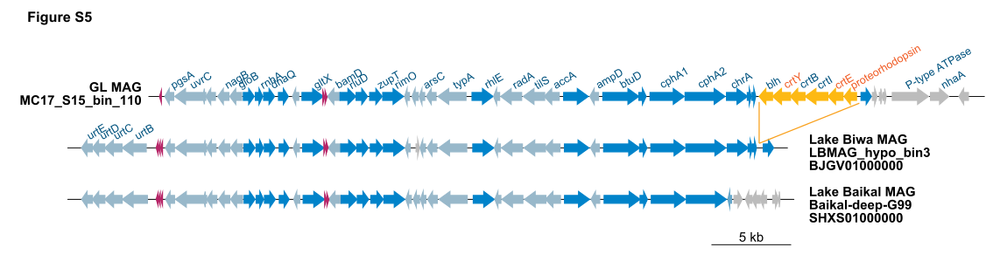 Figure S5
GL MAG
MC17_S15_bin_110
pgsA uvrC nagB gloB rnhA dnaQ gltX bamD rluD zupT rimO arsC typA rhlE radA tilS accA ampD btuD cphA1 cphA2 chrA blh crtY crtB crtI crtE proteorhodopsin P-type ATPase nhaA
urtE urtD urtC urtB
Lake Biwa MAG
LBMAG_hypo_bin3
BJGV01000000
Lake Baikal MAG
Baikal-deep-G99
SHXS01000000
5 kb